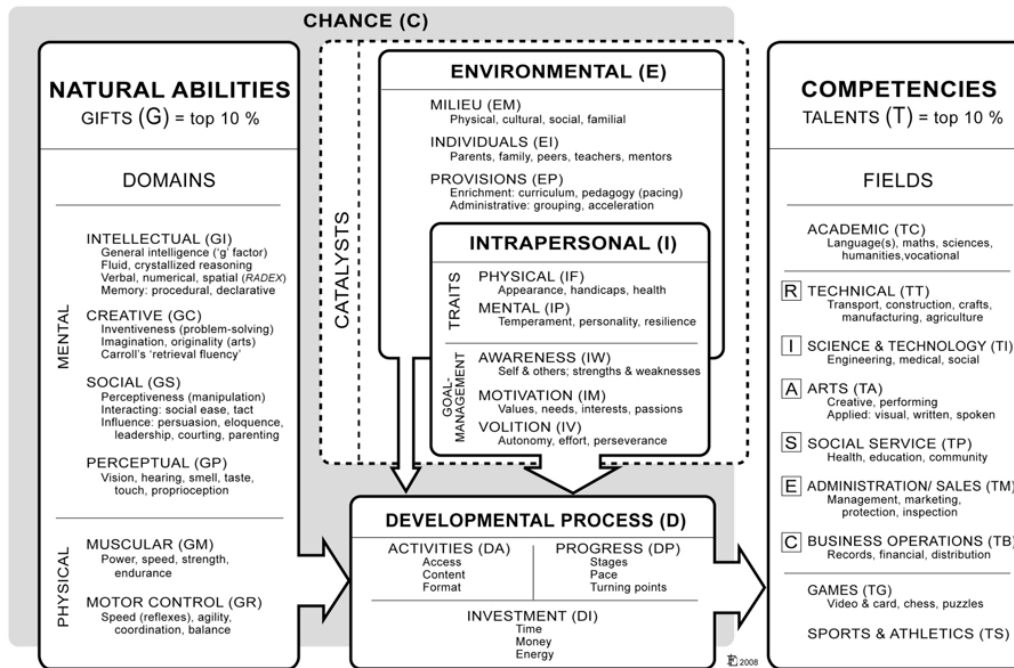 CHANCE (C)
NATURAL ABILITIES
GIFTS (G) = top 10 %
DOMAINS
MENTAL
INTELLECTUAL (GI)
General intelligence ('g' factor)
Fluid, crystallized reasoning
Verbal, numerical, spatial (RADEX)
Memory: procedural, declarative
CREATIVE (GC)
Inventiveness (problem-solving)
Imagination, originality (arts)
Carroll's 'retrieval fluency'
SOCIAL (GS)
Perceptiveness (manipulation)
Interacting: social ease, tact
Influence: persuasion, eloquence,
leadership, courting, parenting
PERCEPTUAL (GP)
Vision, hearing, smell, taste,
touch, proprioception
PHYSICAL
MUSCULAR (GM)
Power, speed, strength,
endurance
MOTOR CONTROL (GR)
Speed (reflexes), agility,
coordination, balance
CATALYSTS
ENVIRONMENTAL (E)
MILIEU (EM)
Physical, cultural, social, familial
INDIVIDUALS (EI)
Parents, family, peers, teachers, mentors
PROVISIONS (EP)
Enrichment: curriculum, pedagogy (pacing)
Administrative: grouping, acceleration
INTRAPERSONAL (I)
TRAITS
PHYSICAL (IF)
Appearance, handicaps, health
MENTAL (IP)
Temperament, personality, resilience
GOAL-
MANAGEMENT
AWARENESS (IW)
Self & others; strengths & weaknesses
MOTIVATION (IM)
Values, needs, interests, passions
VOLITION (IV)
Autonomy, effort, perseverance
DEVELOPMENTAL PROCESS (D)
ACTIVITIES (DA)
Access
Content
Format
PROGRESS (DP)
Stages
Pace
Turning points
INVESTMENT (DI)
Time
Money
Energy
2008
COMPETENCIES
TALENTS (T) = top 10 %
FIELDS
ACADEMIC (TC)
Language(s), maths, sciences,
humanities,vocational
R TECHNICAL (TT)
Transport, construction, crafts,
manufacturing, agriculture
I SCIENCE & TECHNOLOGY (TI)
Engineering, medical, social
A ARTS (TA)
Creative, performing
Applied: visual, written, spoken
S SOCIAL SERVICE (TP)
Health, education, community
E ADMINISTRATION/ SALES (TM)
Management, marketing,
protection, inspection
C BUSINESS OPERATIONS (TB)
Records, financial, distribution
GAMES (TG)
Video & card, chess, puzzles
SPORTS & ATHLETICS (TS)